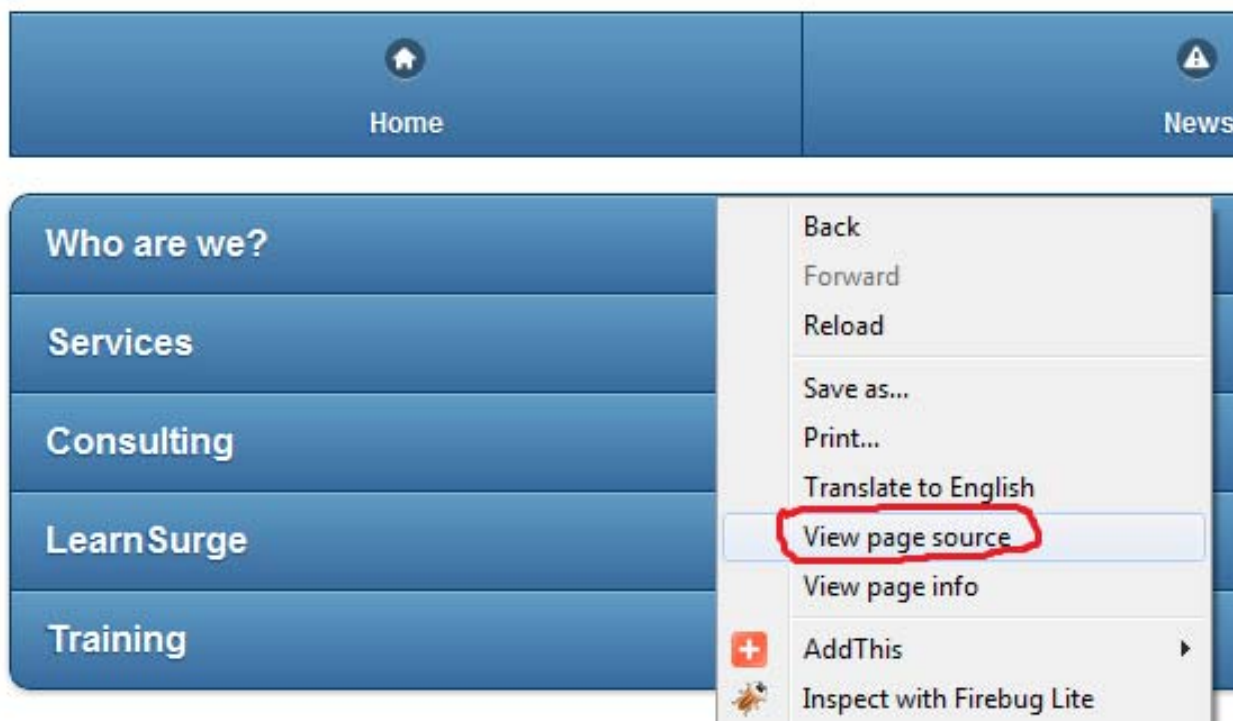 Home
News
Who are we?
Services
Consulting
LearnSurge
Training
Back
Forward
Reload
Save as...
Print...
Translate to English
View page source
View page info
AddThis
Inspect with Firebug Lite